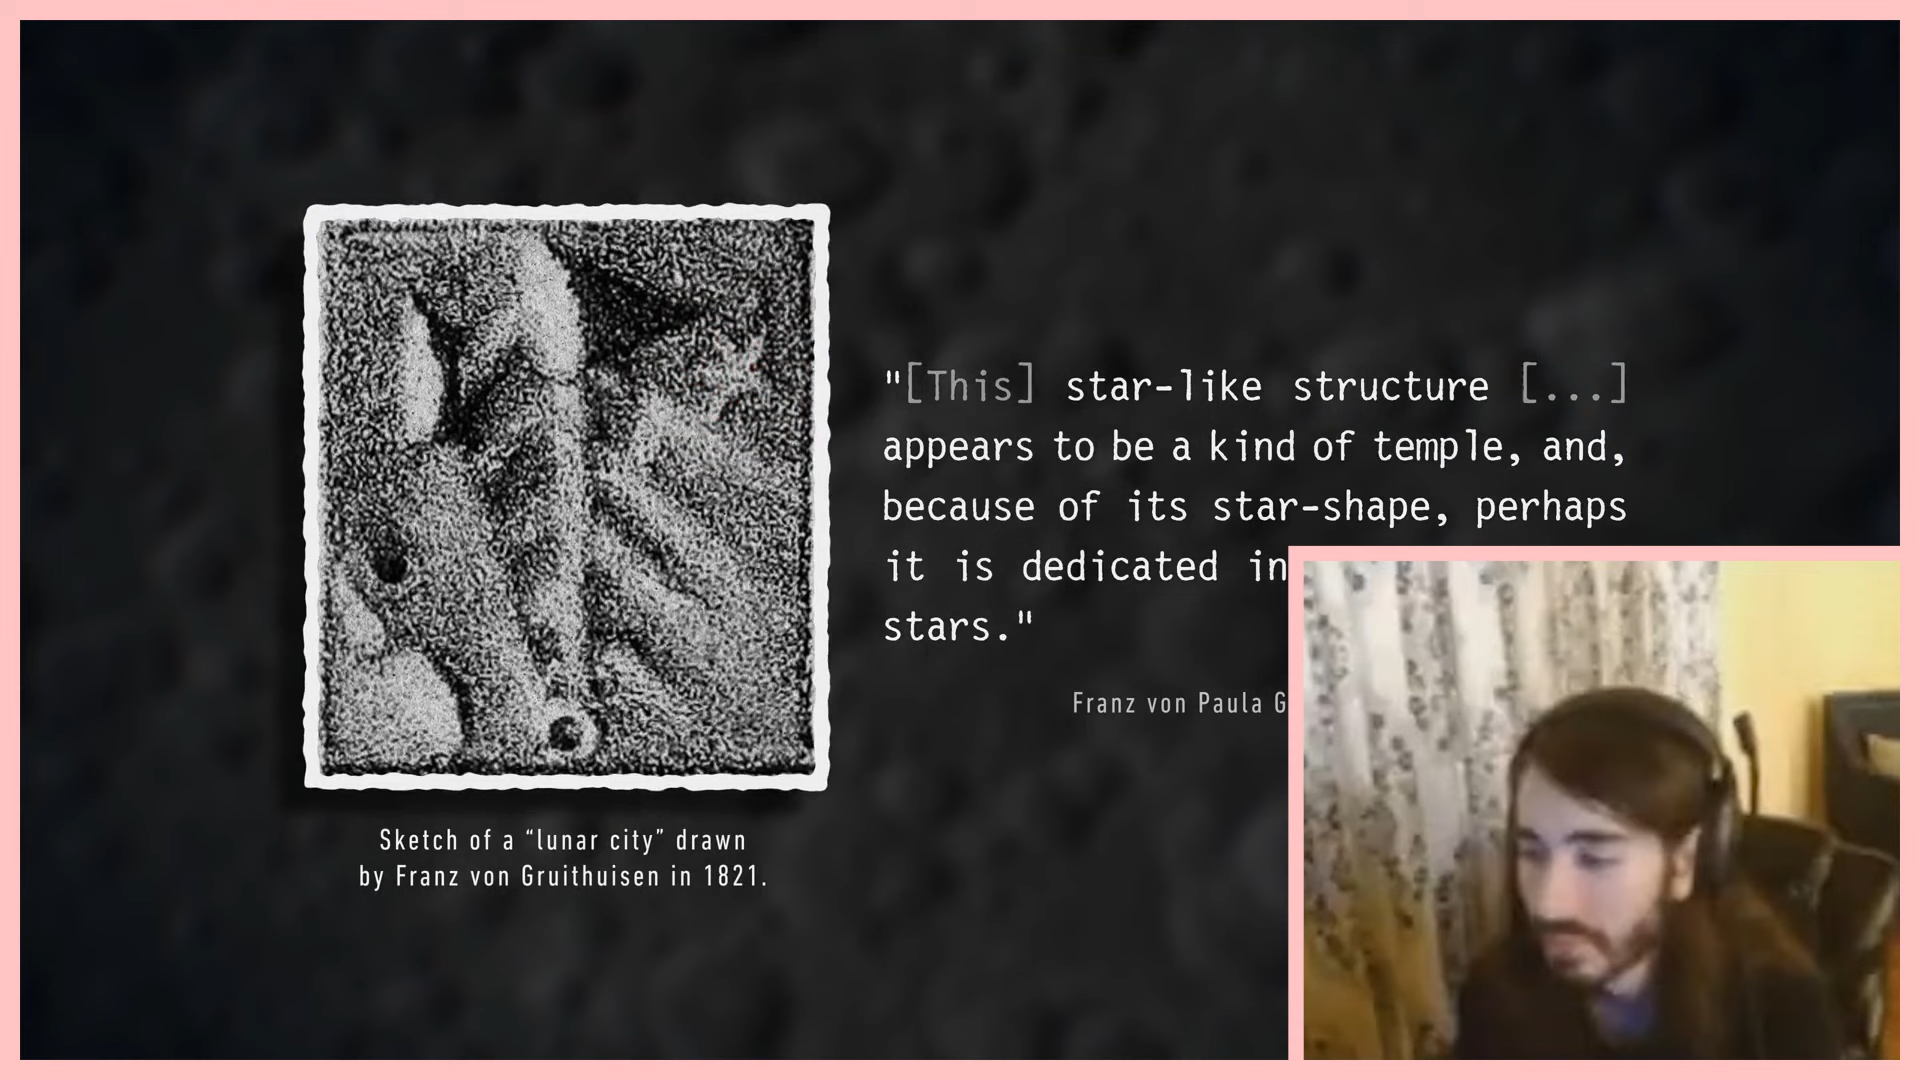 "[This] star-like structure [...]
appears to be a kind of temple, and,
because of its star-shape, perhaps
it is dedicated in
stars."
Franz von Paula G
Sketch of a “lunar city” drawn
by Franz von Gruithuisen in 1821.